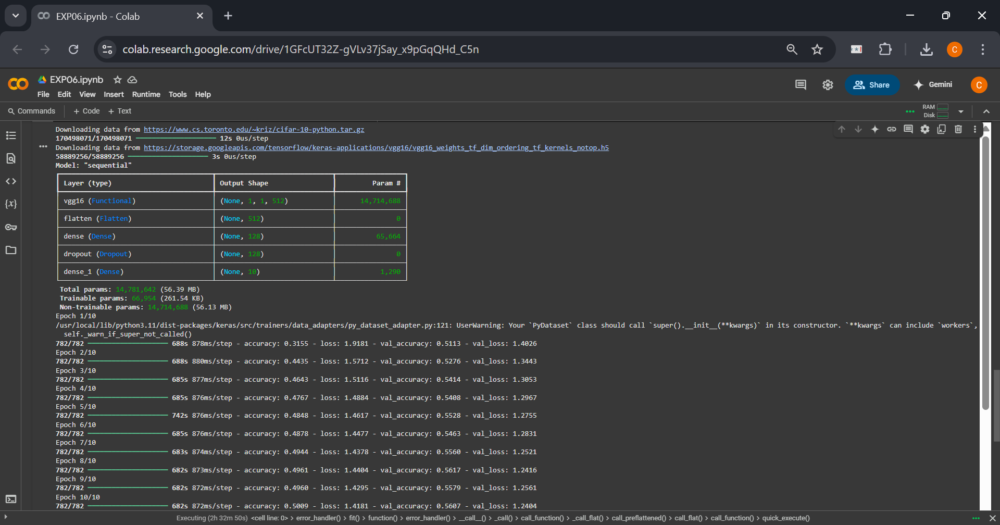 EXP06.ipynb - Colab
colab.research.google.com/drive/1GFcUT32Z-gVLv37jSay_x9pGqQHd_C5n
C
EXP06.ipynb
File Edit View Insert Runtime Tools Help
Share
Gemini
C
Commands + Code + Text
RAM
Disk
Downloading data from https://www.cs.toronto.edu/~kriz/cifar-10-python.tar.gz
170498071/170498071 12s 0us/step
Downloading data from https://storage.googleapis.com/tensorflow/keras-applications/vgg16/vgg16_weights_tf_dim_ordering_tf_kernels_notop.h5
58889256/58889256 3s 0us/step
Model: "sequential"
Layer (type) Output Shape Param #
vgg16 (Functional) (None, 1, 1, 512) 14,714,688
flatten (Flatten) (None, 512) 0
dense (Dense) (None, 128) 65,664
dropout (Dropout) (None, 128) 0
dense_1 (Dense) (None, 10) 1,290
Total params: 14,781,642 (56.39 MB)
Trainable params: 66,954 (261.54 KB)
Non-trainable params: 14,714,688 (56.13 MB)
Epoch 1/10
/usr/local/lib/python3.11/dist-packages/keras/src/trainers/data_adapters/py_dataset_adapter.py:121: UserWarning: Your `PyDataset` class should call `super().__init__(**kwargs)` in its constructor. `**kwargs` can include `workers`,
self._warn_if_super_not_called()
782/782 688s 878ms/step - accuracy: 0.3155 - loss: 1.9181 - val_accuracy: 0.5113 - val_loss: 1.4026
Epoch 2/10
782/782 688s 880ms/step - accuracy: 0.4435 - loss: 1.5712 - val_accuracy: 0.5276 - val_loss: 1.3443
Epoch 3/10
782/782 685s 877ms/step - accuracy: 0.4643 - loss: 1.5116 - val_accuracy: 0.5414 - val_loss: 1.3053
Epoch 4/10
782/782 685s 876ms/step - accuracy: 0.4767 - loss: 1.4884 - val_accuracy: 0.5408 - val_loss: 1.2967
Epoch 5/10
782/782 742s 876ms/step - accuracy: 0.4848 - loss: 1.4617 - val_accuracy: 0.5528 - val_loss: 1.2755
Epoch 6/10
782/782 685s 876ms/step - accuracy: 0.4878 - loss: 1.4477 - val_accuracy: 0.5463 - val_loss: 1.2831
Epoch 7/10
782/782 683s 874ms/step - accuracy: 0.4944 - loss: 1.4378 - val_accuracy: 0.5560 - val_loss: 1.2521
Epoch 8/10
782/782 682s 873ms/step - accuracy: 0.4961 - loss: 1.4404 - val_accuracy: 0.5617 - val_loss: 1.2416
Epoch 9/10
782/782 682s 872ms/step - accuracy: 0.4960 - loss: 1.4295 - val_accuracy: 0.5579 - val_loss: 1.2561
Epoch 10/10
782/782 682s 872ms/step - accuracy: 0.5009 - loss: 1.4181 - val_accuracy: 0.5607 - val_loss: 1.2404
Executing (2h 32m 50s) <cell line: 0> > error_handler() > fit() > function() > error_handler() > __call__() > _call() > call_function() > _call_flat() > call_preflattened() > call_flat() > call_function() > quick_execute()